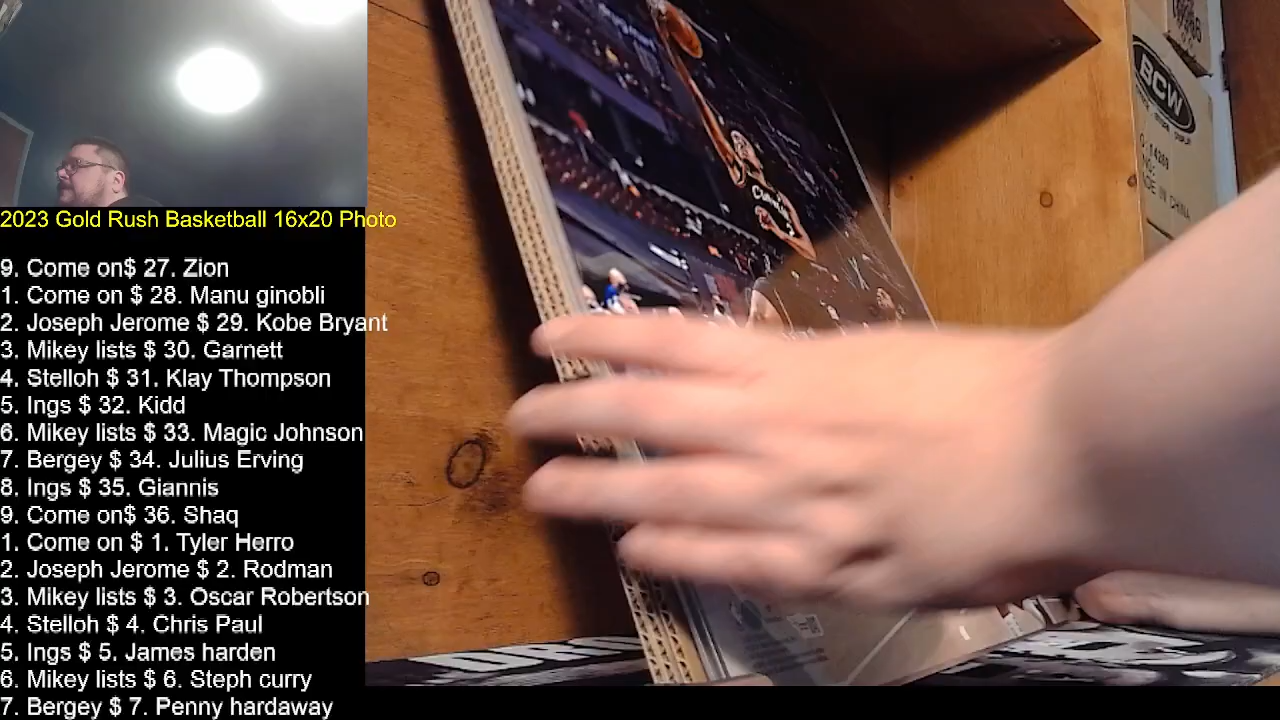 2023 Gold Rush Basketball 16x20 Photo
9. Come on$ 27. Zion
1. Come on $ 28. Manu ginobli
2. Joseph Jerome $ 29. Kobe Bryant
3. Mikey lists $ 30. Garnett
4. Stelloh $ 31. Klay Thompson
5. Ings $ 32. Kidd
6. Mikey lists $ 33. Magic Johnson
7. Bergey $ 34. Julius Erving
8. Ings $ 35. Giannis
9. Come on$ 36. Shaq
1. Come on $ 1. Tyler Herro
2. Joseph Jerome $ 2. Rodman
3. Mikey lists $ 3. Oscar Robertson
4. Stelloh $ 4. Chris Paul
5. Ings $ 5. James harden
6. Mikey lists $ 6. Steph curry
7. Bergey $ 7. Penny hardaway
BCW
MADE IN CHINA